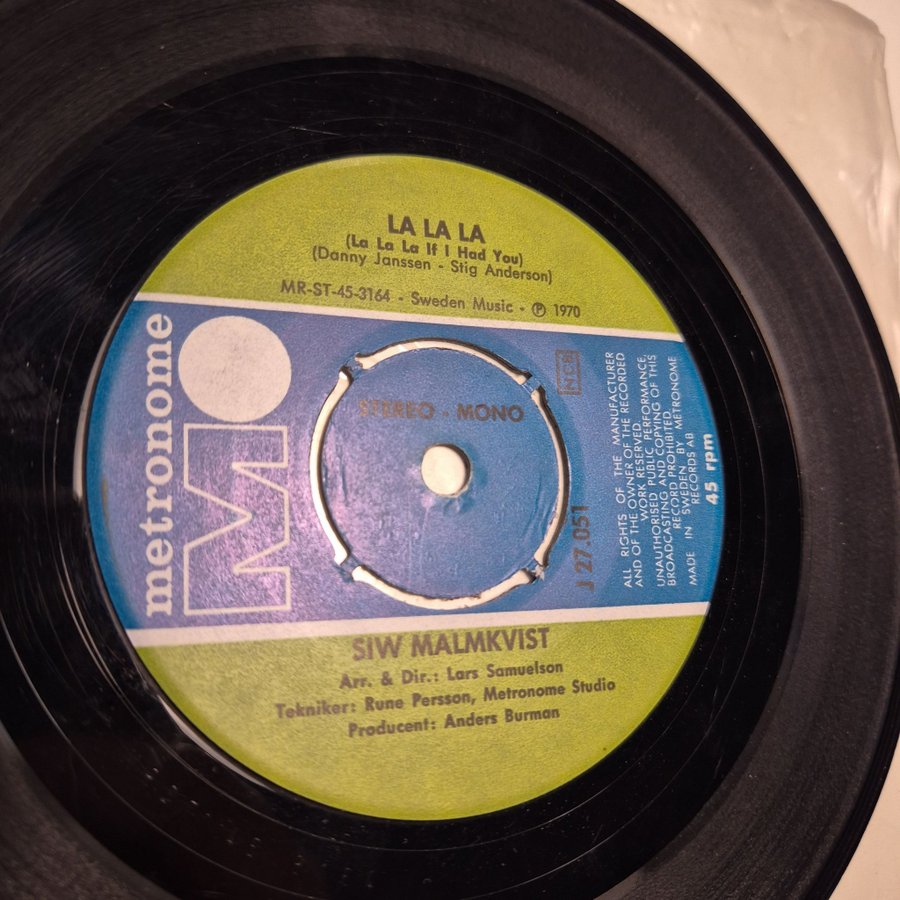 LA LA LA
(La La La If I Had You)
(Danny Janssen - Stig Anderson)
MR-ST-45-3164 - Sweden Music - ℗ 1970
metronome
M
STEREO - MONO
NCB
J 27.051
ALL RIGHTS OF THE MANUFACTURER
AND OF THE OWNER OF THE RECORDED
WORK RESERVED.
UNAUTHORISED PUBLIC PERFORMANCE,
BROADCASTING AND COPYING OF THIS
RECORD PROHIBITED
MADE IN SWEDEN BY METRONOME
RECORDS AB
45 rpm
SIW MALMKVIST
Arr. & Dir.: Lars Samuelson
Tekniker: Rune Persson, Metronome Studio
Producent: Anders Burman